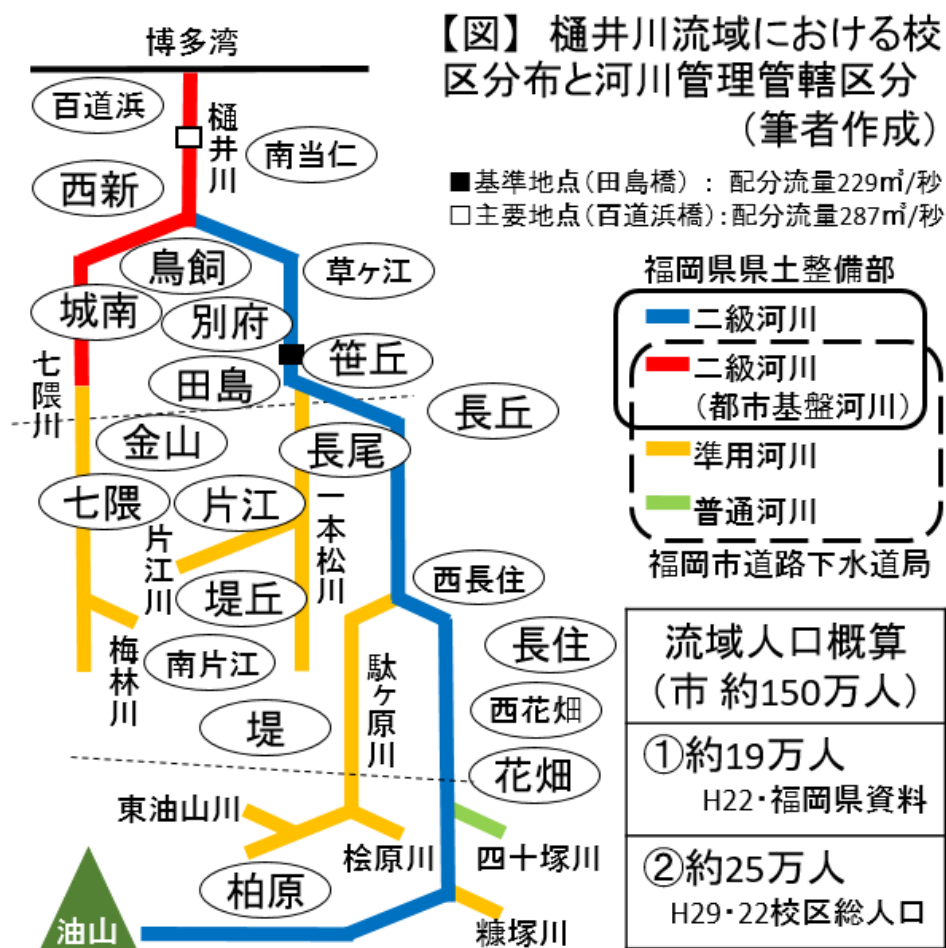 【図】 樋井川流域における校
区分布と河川管理管轄区分
（筆者作成）
■基準地点（田島橋）： 配分流量229㎥/秒
□主要地点（百道浜橋）：配分流量287㎥/秒
博多湾
百道浜
樋井川
南当仁
西新
鳥飼
草ヶ江
城南
別府
笹丘
七隈川
田島
長丘
金山
長尾
七隈
片江
一本松川
片江川
西長住
堤丘
長住
梅林川
南片江
駄ヶ原川
西花畑
堤
花畑
東油山川
桧原川
四十塚川
柏原
油山
糠塚川
福岡県県土整備部
二級河川
二級河川
（都市基盤河川）
準用河川
普通河川
福岡市道路下水道局
流域人口概算
（市 約150万人）
①約19万人
H22・福岡県資料
②約25万人
H29・22校区総人口